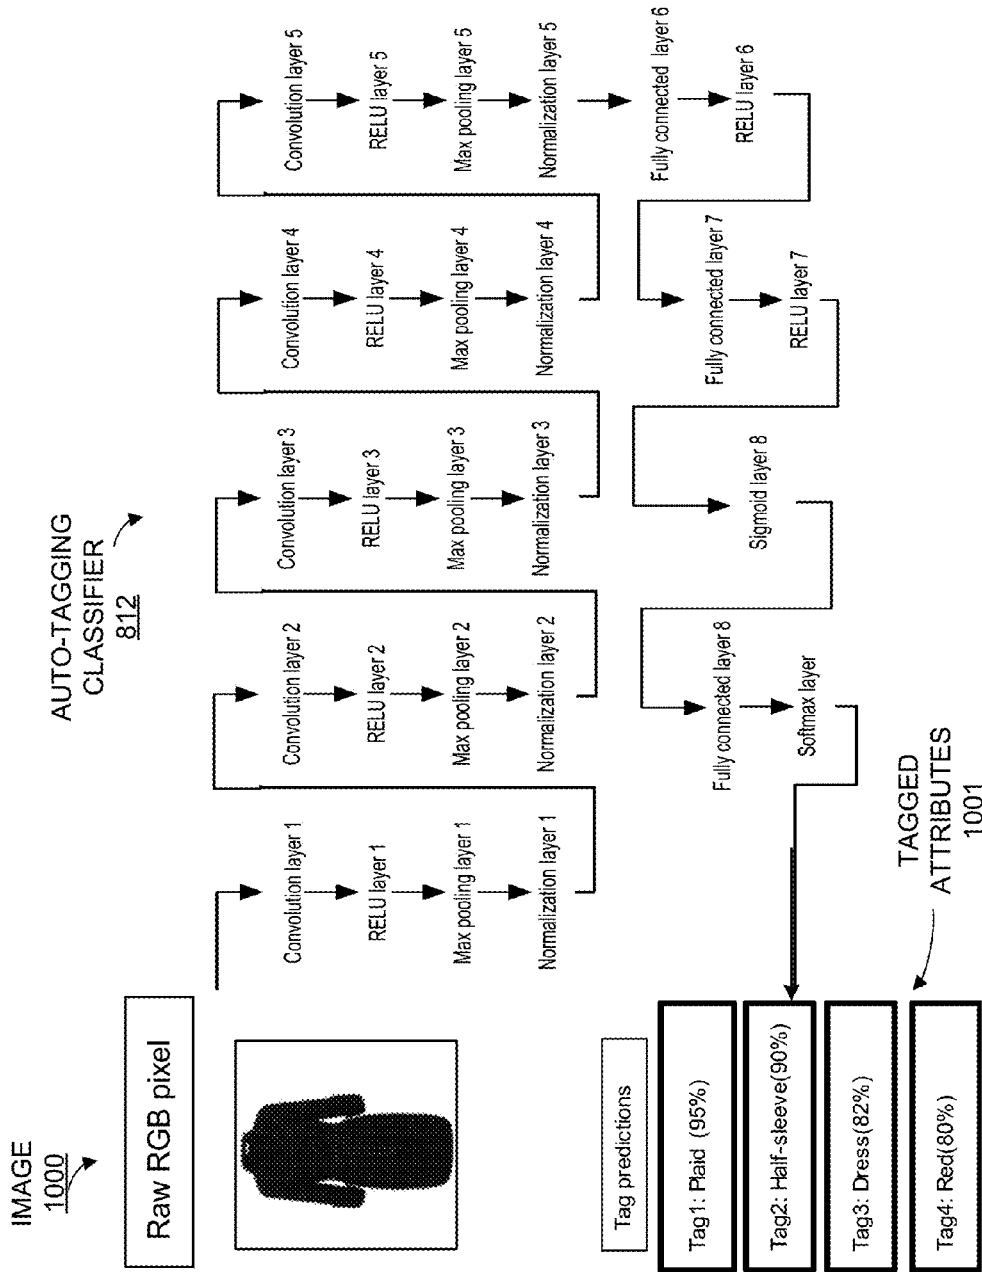 IMAGE
1000
Raw RGB pixel
AUTO-TAGGING
CLASSIFIER
812
Convolution layer 1
RELU layer 1
Max pooling layer 1
Normalization layer 1
Convolution layer 2
RELU layer 2
Max pooling layer 2
Normalization layer 2
Convolution layer 3
RELU layer 3
Max pooling layer 3
Normalization layer 3
Convolution layer 4
RELU layer 4
Max pooling layer 4
Normalization layer 4
Convolution layer 5
RELU layer 5
Max pooling layer 5
Normalization layer 5
Fully connected layer 6
RELU layer 6
Fully connected layer 7
RELU layer 7
Sigmoid layer 8
Fully connected layer 8
Softmax layer
Tag predictions
Tag1: Plaid (95%)
Tag2: Half-sleeve(90%)
Tag3: Dress(82%)
Tag4: Red(80%)
TAGGED
ATTRIBUTES
1001